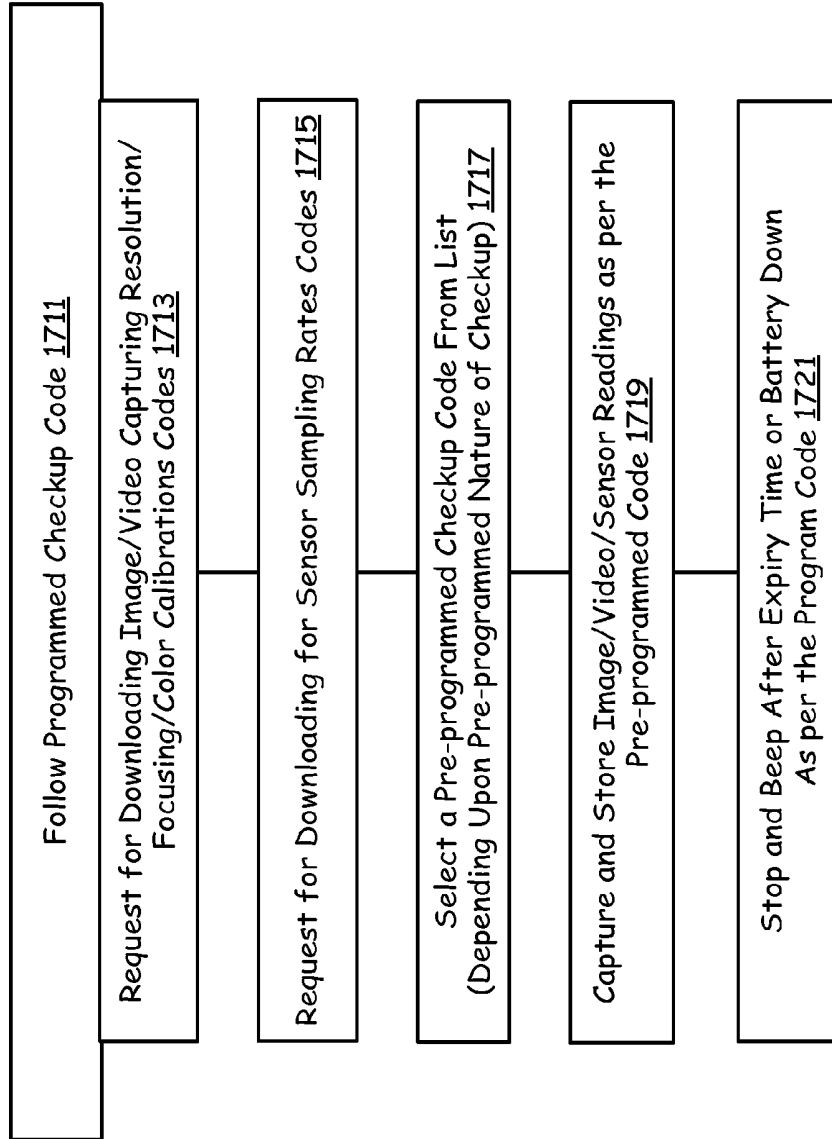 Follow Programmed Checkup Code 1711
Request for Downloading Image/Video Capturing Resolution/
Focusing/Color Calibrations Codes 1713
Request for Downloading for Sensor Sampling Rates Codes 1715
Select a Pre-programmed Checkup Code From List
(Depending Upon Pre-programmed Nature of Checkup) 1717
Capture and Store Image/Video/Sensor Readings as per the
Pre-programmed Code 1719
Stop and Beep After Expiry Time or Battery Down
As per the Program Code 1721